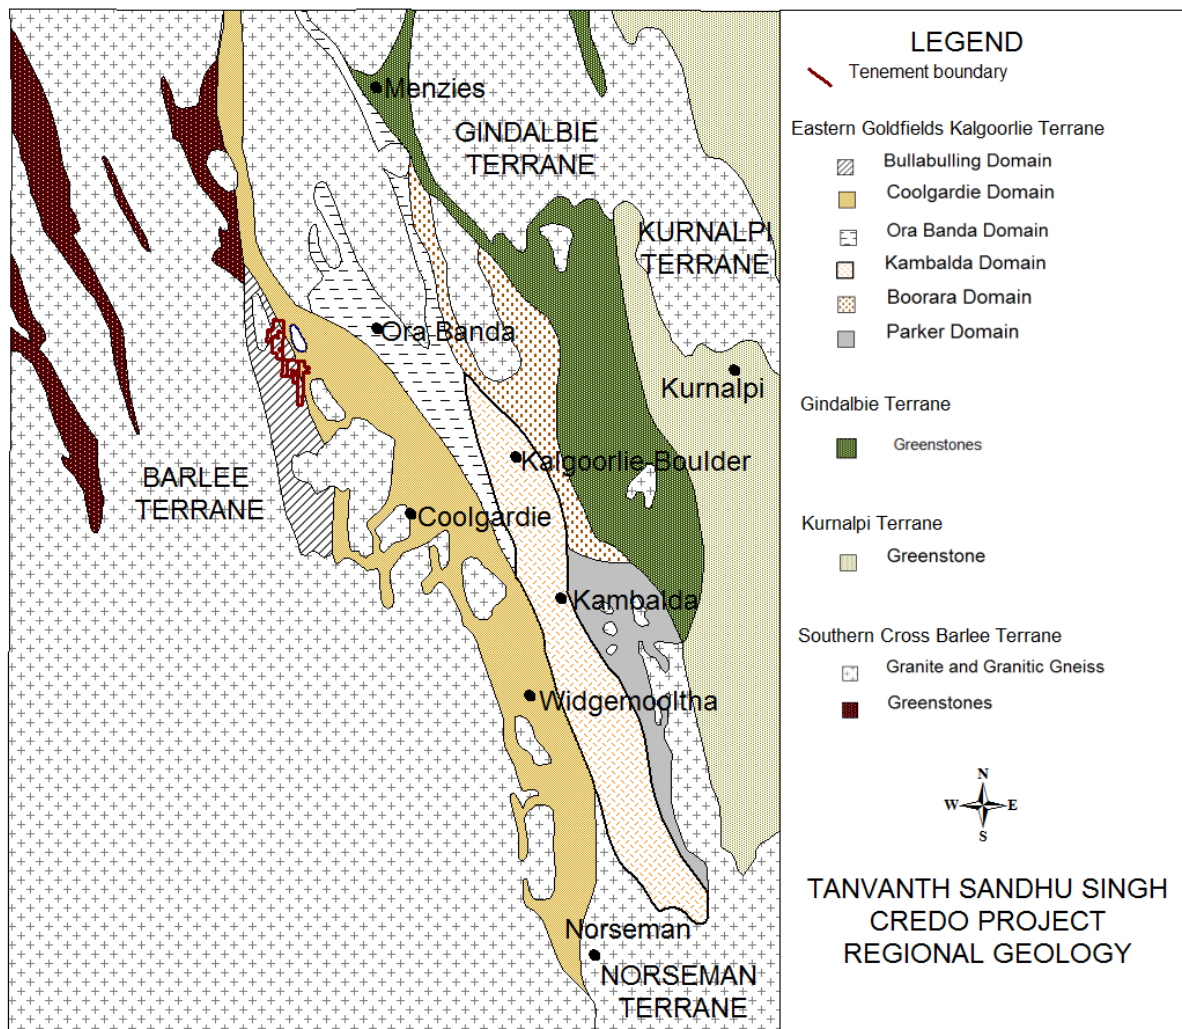 Menzies
GINDALBIE
TERRANE
KURNALPI
TERRANE
Ora Banda
Kurnalpi
Kalgoorlie-Boulder
BARLEE
TERRANE
Coolgardie
Kambalda
Widgemooltha
Norseman
NORSEMAN
TERRANE
LEGEND
Tenement boundary
Eastern Goldfields Kalgoorlie Terrane
Bullabulling Domain
Coolgardie Domain
Ora Banda Domain
Kambalda Domain
Boorara Domain
Parker Domain
Gindalbie Terrane
Greenstones
Kurnalpi Terrane
Greenstone
Southern Cross Barlee Terrane
Granite and Granitic Gneiss
Greenstones
N
W E
S
TANVANTH SANDHU SINGH
CREDO PROJECT
REGIONAL GEOLOGY